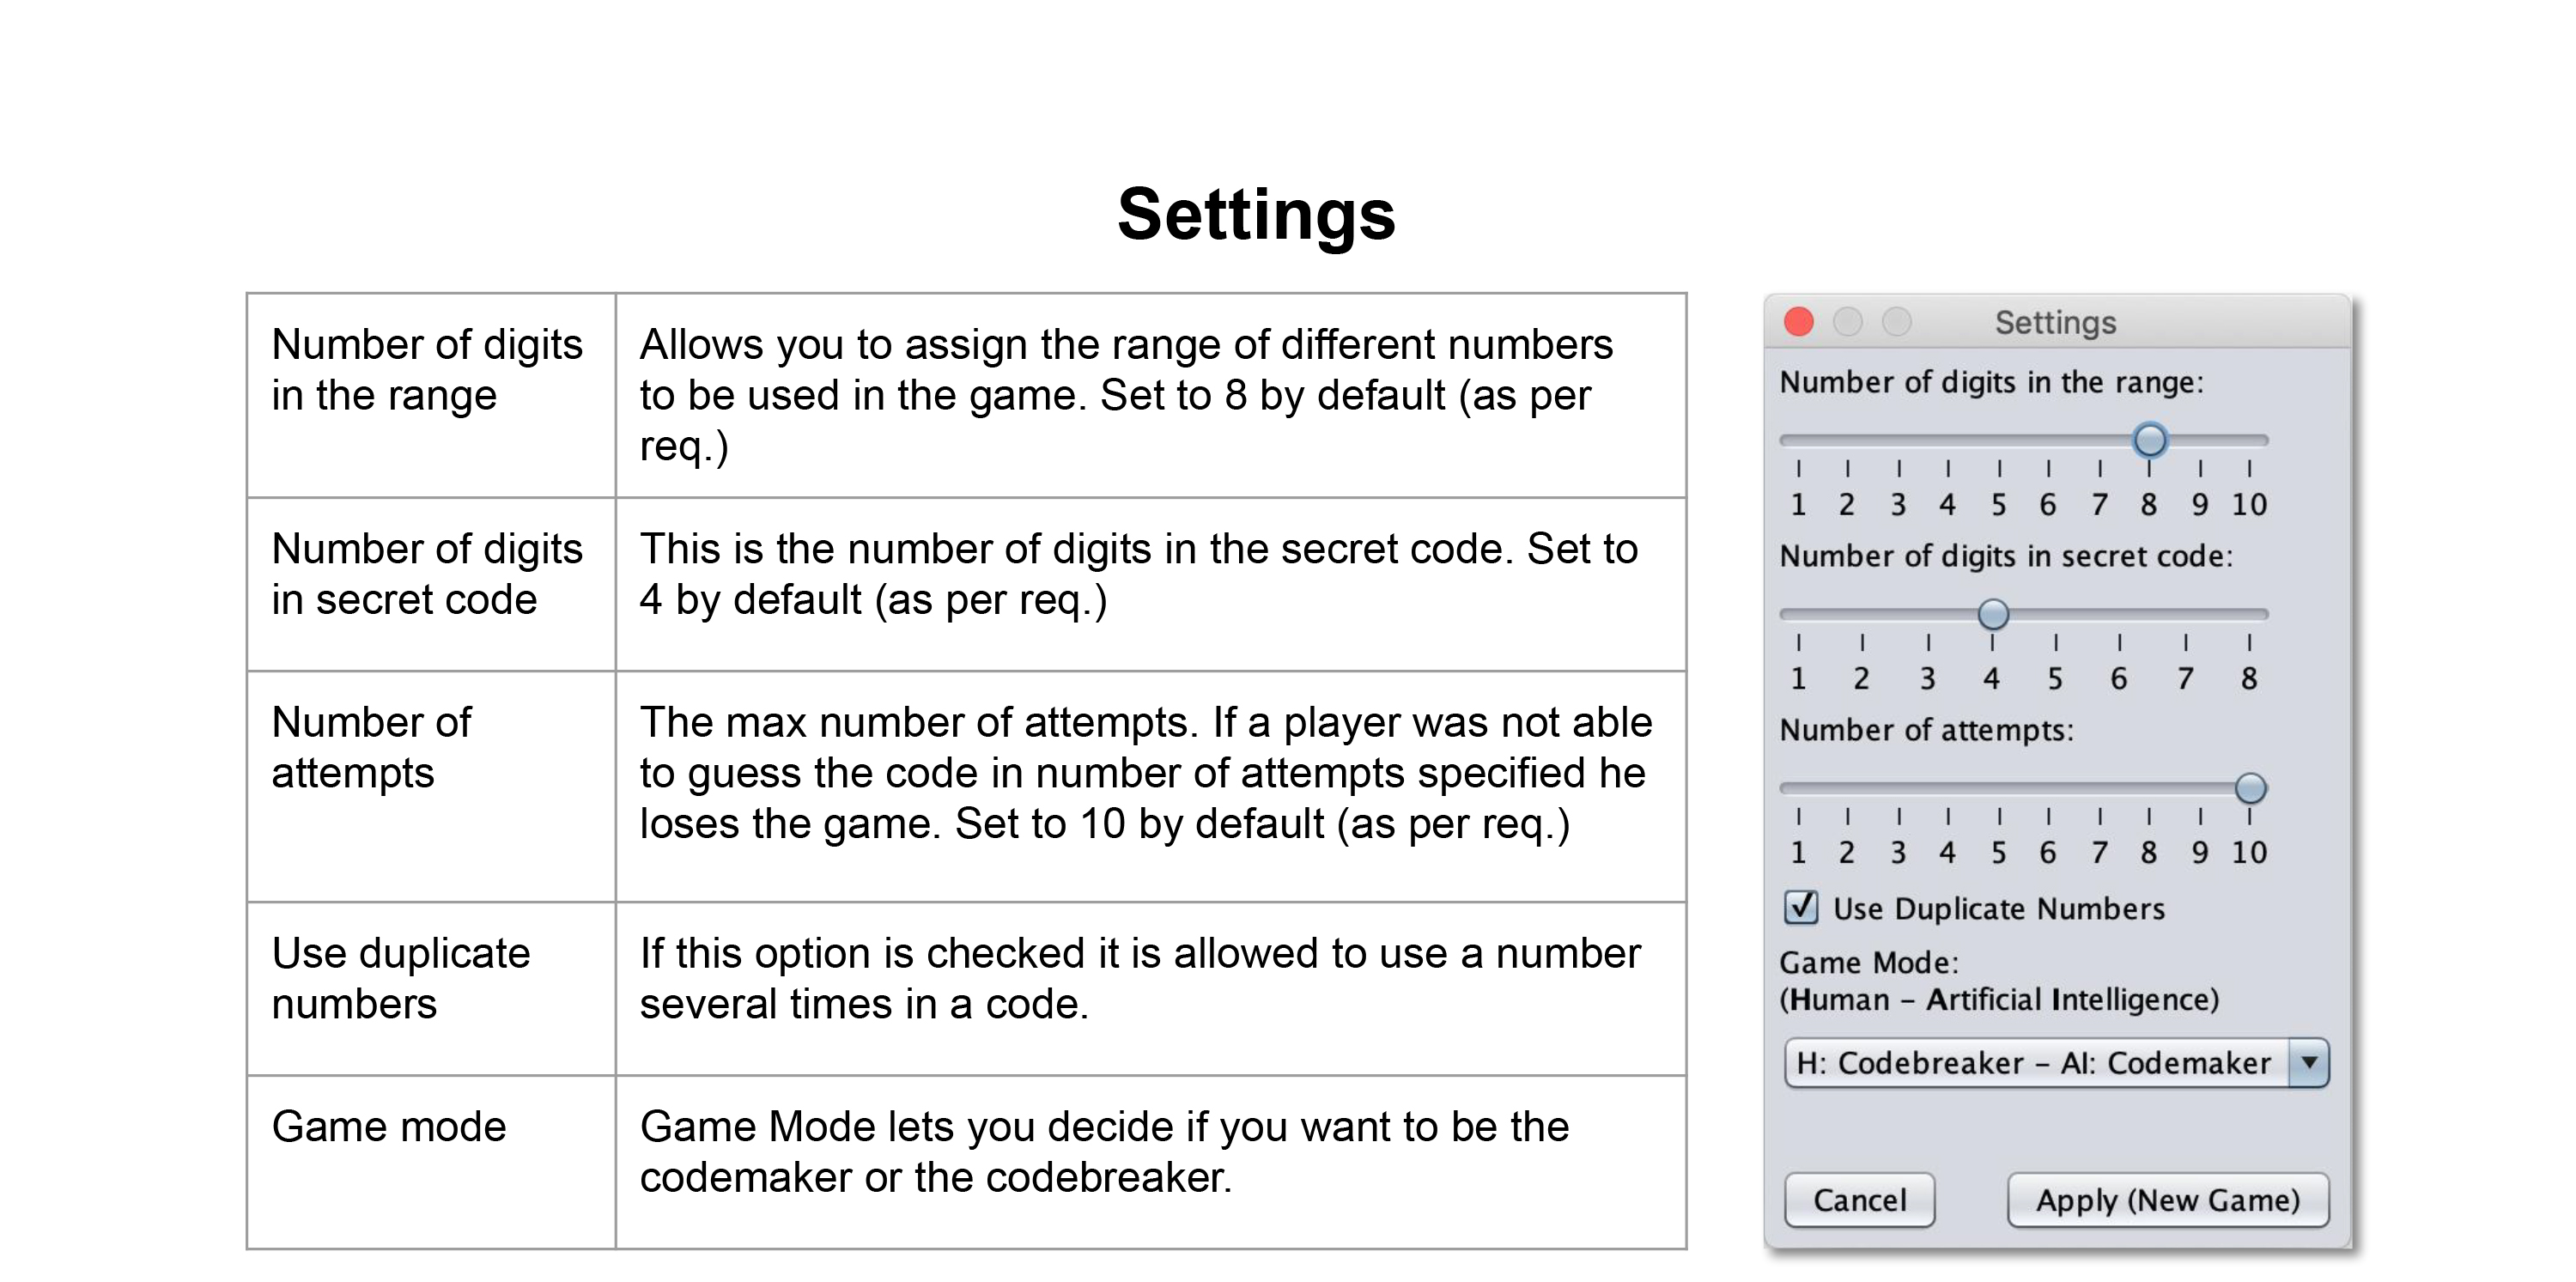 Settings
Number of digits
in the range
Allows you to assign the range of different numbers
to be used in the game. Set to 8 by default (as per
req.)
Number of digits
in secret code
This is the number of digits in the secret code. Set to
4 by default (as per req.)
Number of
attempts
The max number of attempts. If a player was not able
to guess the code in number of attempts specified he
loses the game. Set to 10 by default (as per req.)
Use duplicate
numbers
If this option is checked it is allowed to use a number
several times in a code.
Game mode
Game Mode lets you decide if you want to be the
codemaker or the codebreaker.
Settings
Number of digits in the range:
1 2 3 4 5 6 7 8 9 10
Number of digits in secret code:
1 2 3 4 5 6 7 8
Number of attempts:
1 2 3 4 5 6 7 8 9 10
Use Duplicate Numbers
Game Mode:
(Human – Artificial Intelligence)
H: Codebreaker – AI: Codemaker
Cancel
Apply (New Game)